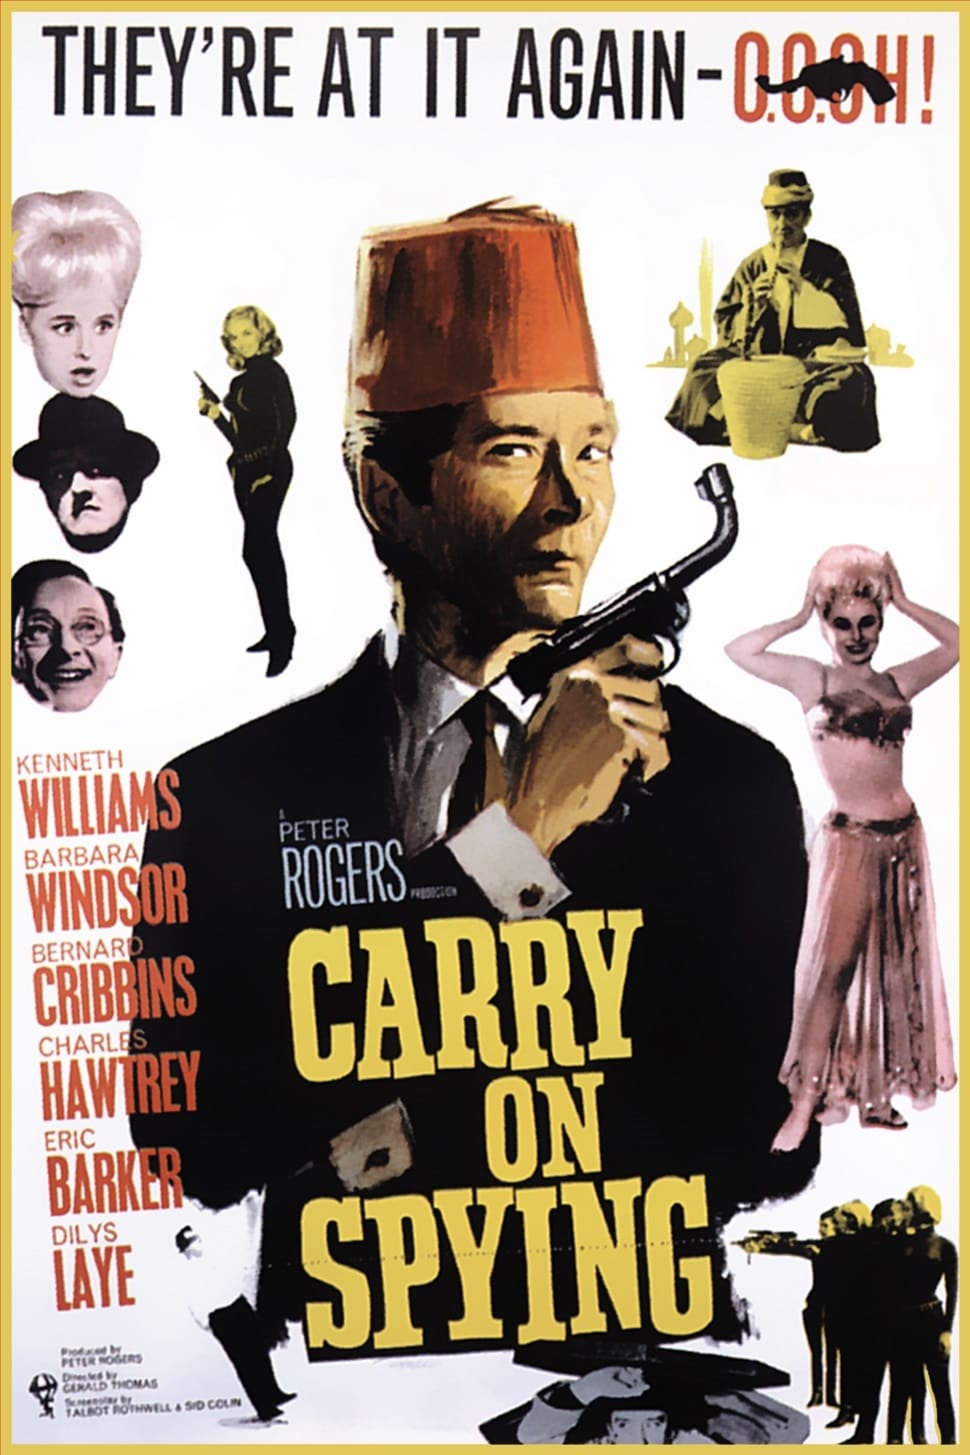 THEY'RE AT IT AGAIN-O.O.O.H!
KENNETH
WILLIAMS
BARBARA
WINDSOR
BERNARD
CRIBBINS
CHARLES
HAWTREY
ERIC
BARKER
DILYS
LAYE
A
PETER
ROGERS PRODUCTION
CARRY
ON
SPYING
Produced by
PETER ROGERS
Directed by
GERALD THOMAS
Screenplay by
TALBOT ROTHWELL & SID COLIN